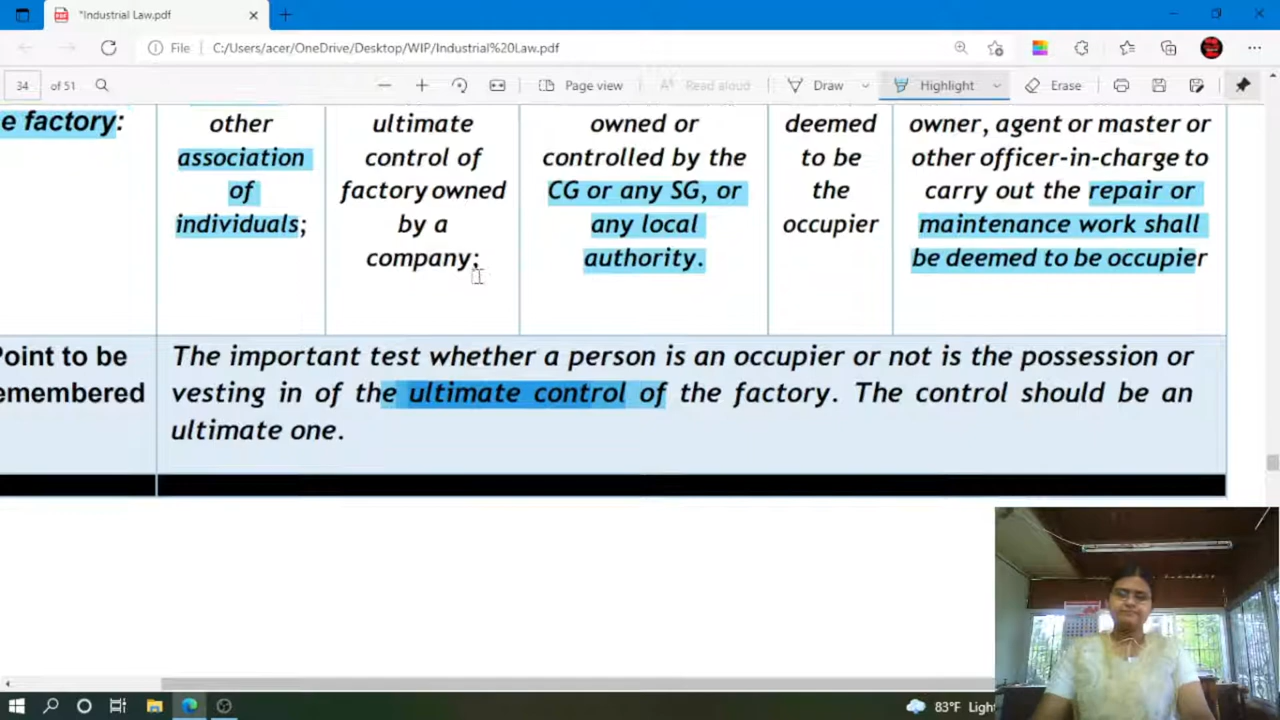 *Industrial Law.pdf
File
C:/Users/acer/OneDrive/Desktop/WIP/Industrial%20Law.pdf
34 of 51
Page view
Read aloud
Draw
Highlight
Erase
e factory:
other
association
of
individuals;
ultimate
control of
factory owned
by a
company;
owned or
controlled by the
CG or any SG, or
any local
authority.
deemed
to be
the
occupier
owner, agent or master or
other officer-in-charge to
carry out the repair or
maintenance work shall
be deemed to be occupier
Point to be
emembered
The important test whether a person is an occupier or not is the possession or
vesting in of the ultimate control of the factory. The control should be an
ultimate one.
83°F Ligh